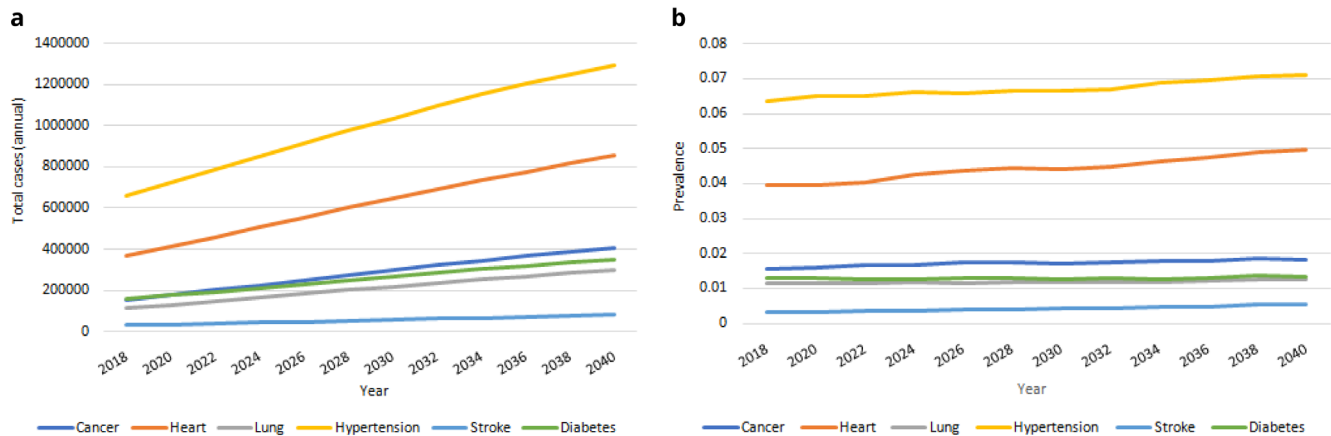 a
Total cases (annual)
1400000
1200000
1000000
800000
600000
400000
200000
0
2018 2020 2022 2024 2026 2028 2030 2032 2034 2036 2038 2040
Year
Cancer Heart Lung Hypertension Stroke Diabetes
b
Prevalence
0.08
0.07
0.06
0.05
0.04
0.03
0.02
0.01
0
2018 2020 2022 2024 2026 2028 2030 2032 2034 2036 2038 2040
Year
Cancer Heart Lung Hypertension Stroke Diabetes